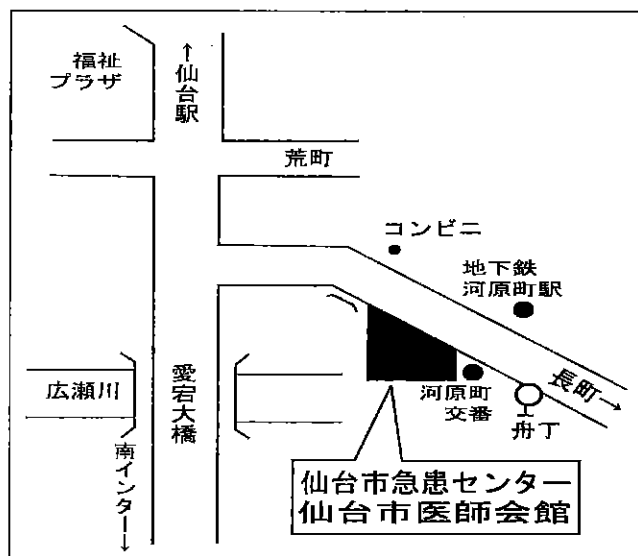 福祉
プラザ
↑仙台駅
荒町
コンビニ
地下鉄
河原町駅
広瀬川
愛宕大橋
河原町
交番
舟丁
長町→
南インター→
仙台市急患センター
仙台市医師会館